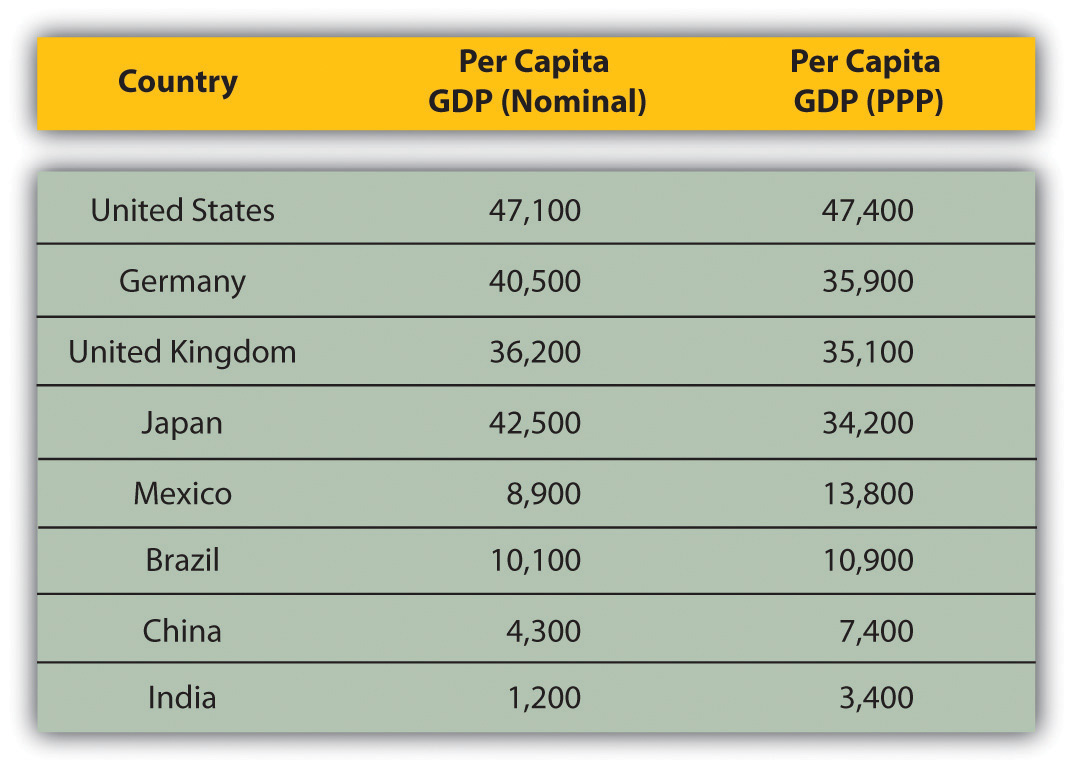 Country Per Capita GDP (Nominal) Per Capita GDP (PPP)
United States 47,100 47,400
Germany 40,500 35,900
United Kingdom 36,200 35,100
Japan 42,500 34,200
Mexico 8,900 13,800
Brazil 10,100 10,900
China 4,300 7,400
India 1,200 3,400